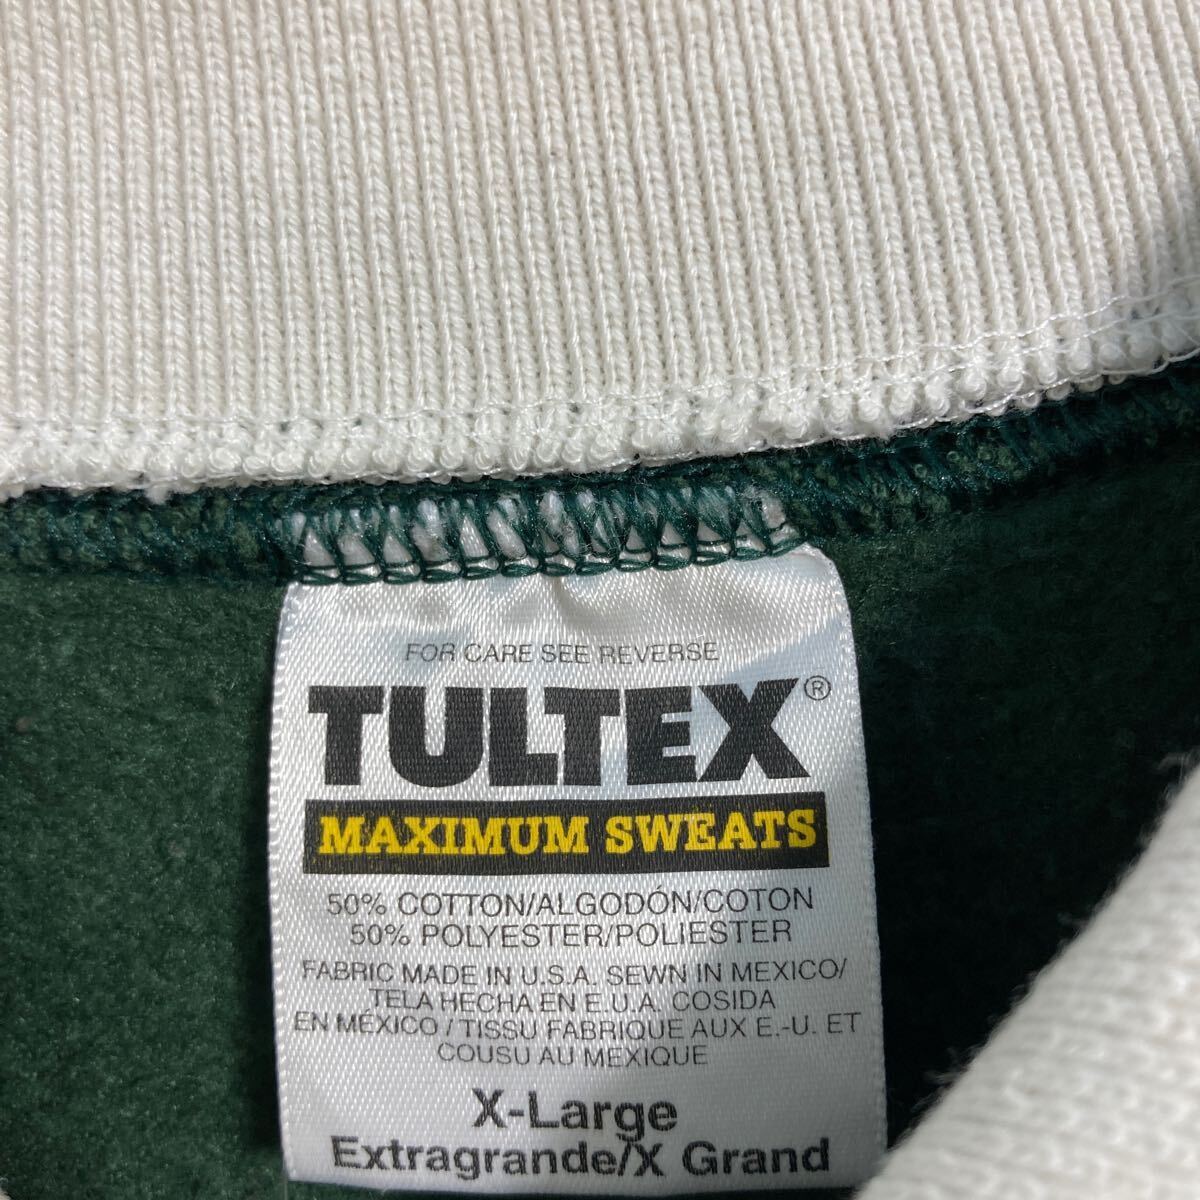 FOR CARE SEE REVERSE
TULTEX®
MAXIMUM SWEATS
50% COTTON/ALGODÓN/COTON
50% POLYESTER/POLIESTER
FABRIC MADE IN U.S.A. SEWN IN MEXICO/
TELA HECHA EN E.U.A. COSIDA
EN MÉXICO / TISSU FABRIQUE AUX E.-U. ET
COUSU AU MEXIQUE
X-Large
Extragrande/X Grand